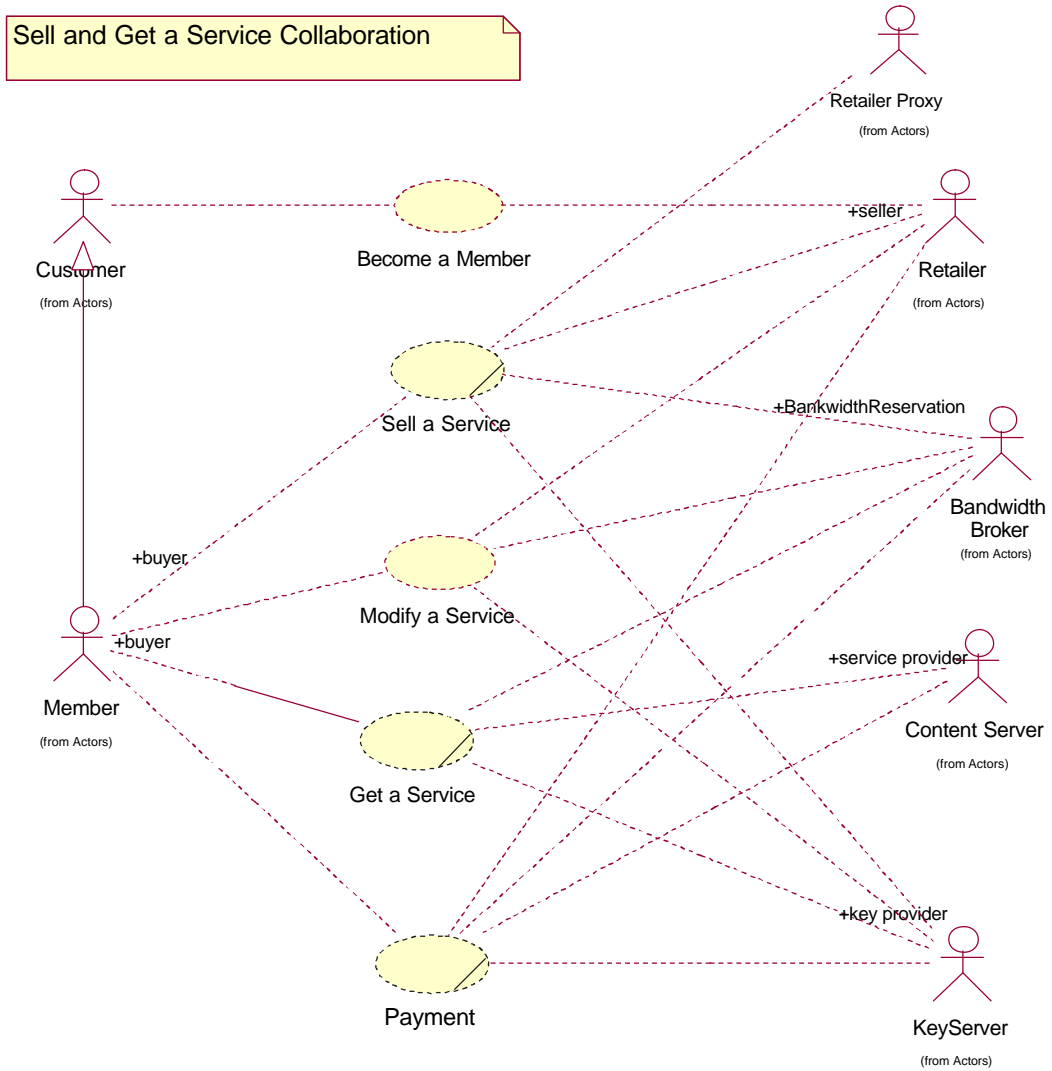 Sell and Get a Service Collaboration
Retailer Proxy
(from Actors)
+seller
Customer
(from Actors)
Become a Member
Retailer
(from Actors)
+BankwidthReservation
Sell a Service
Bandwidth
Broker
(from Actors)
+buyer
Modify a Service
+buyer
+service provider
Member
(from Actors)
Content Server
(from Actors)
Get a Service
+key provider
Payment
KeyServer
(from Actors)